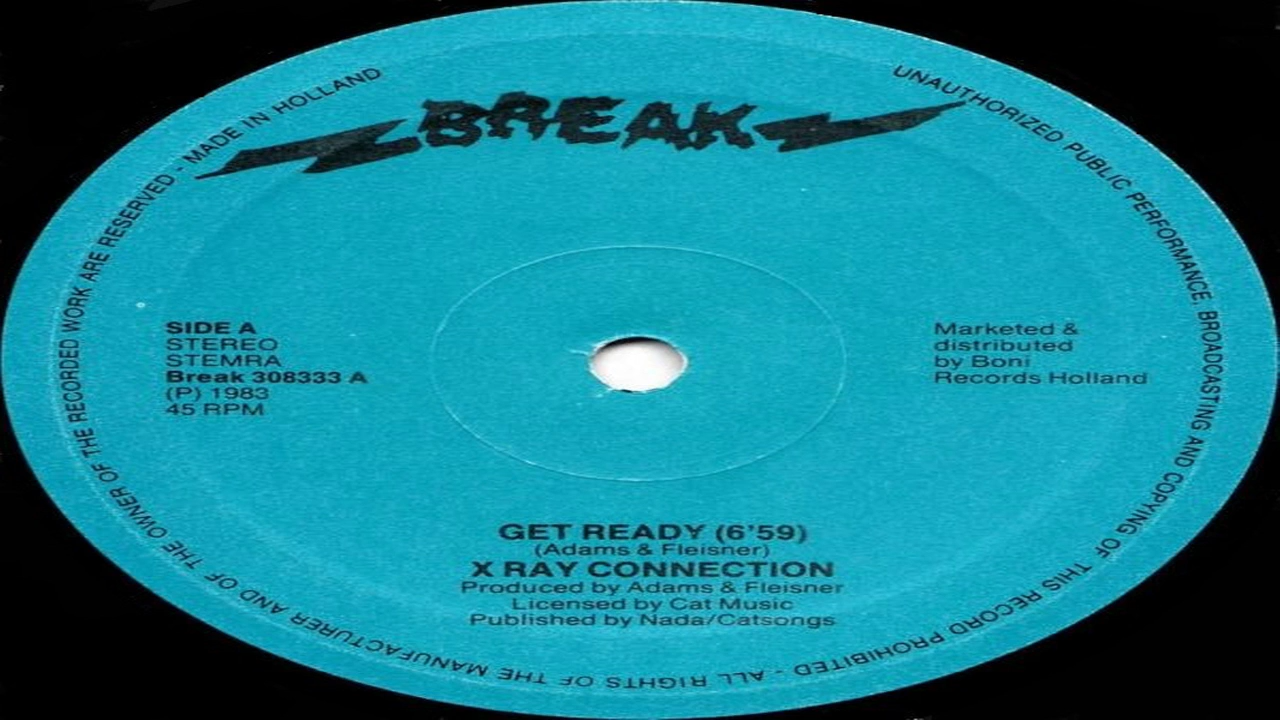 BREAK
UNAUTHORIZED PUBLIC PERFORMANCE, BROADCASTING AND COPYING OF THIS RECORD PROHIBITED - ALL RIGHTS OF THE MANUFACTURER AND OF THE OWNER OF THE RECORDED WORK ARE RESERVED - MADE IN HOLLAND
SIDE A
STEREO
STEMRA
Break 308333 A
(P) 1983
45 RPM
Marketed &
distributed
by Boni
Records Holland
GET READY (6'59)
(Adams & Fleisner)
X RAY CONNECTION
Produced by Adams & Fleisner
Licensed by Cat Music
Published by Nada/Catsongs